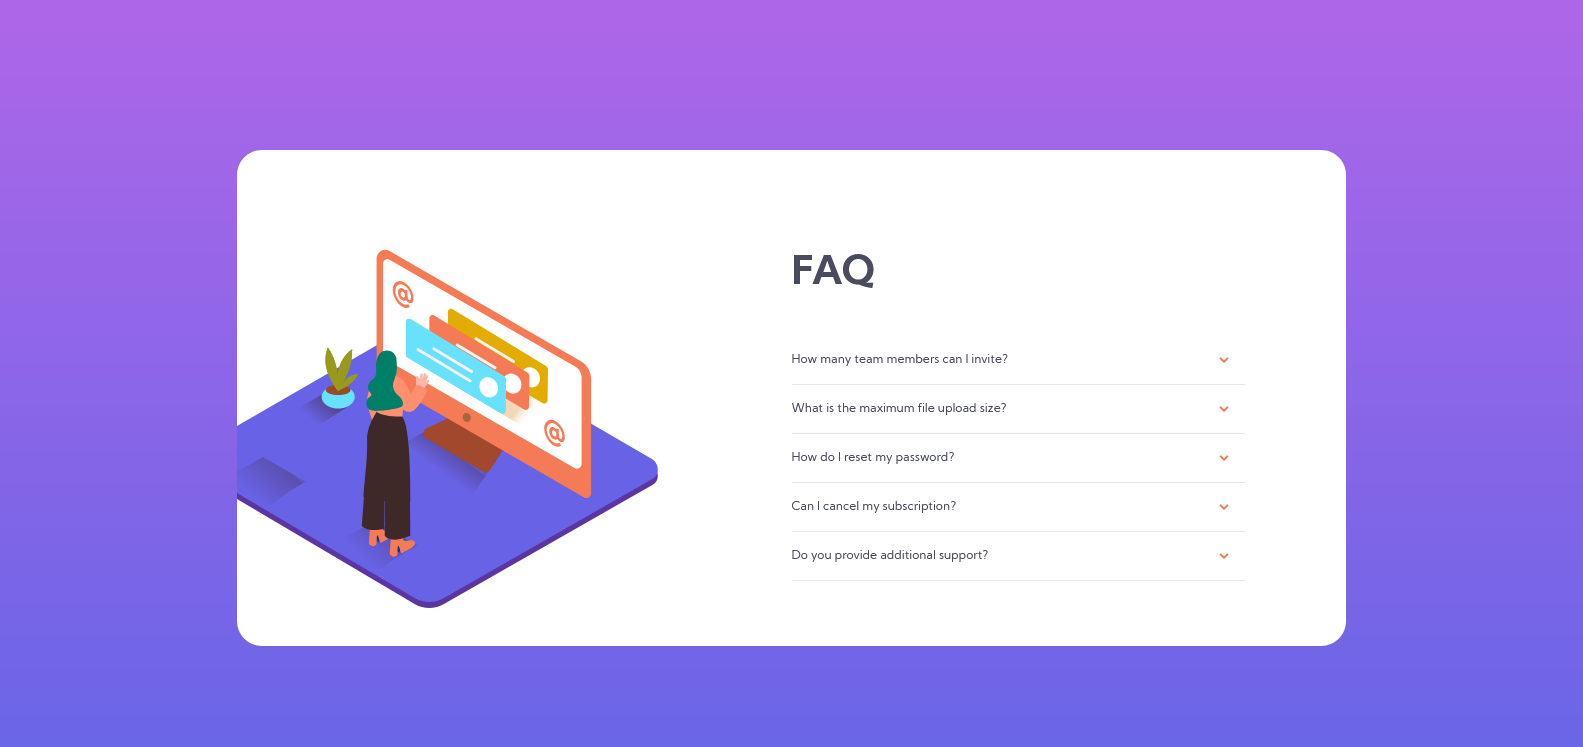 FAQ
How many team members can I invite?
What is the maximum file upload size?
How do I reset my password?
Can I cancel my subscription?
Do you provide additional support?
@
@